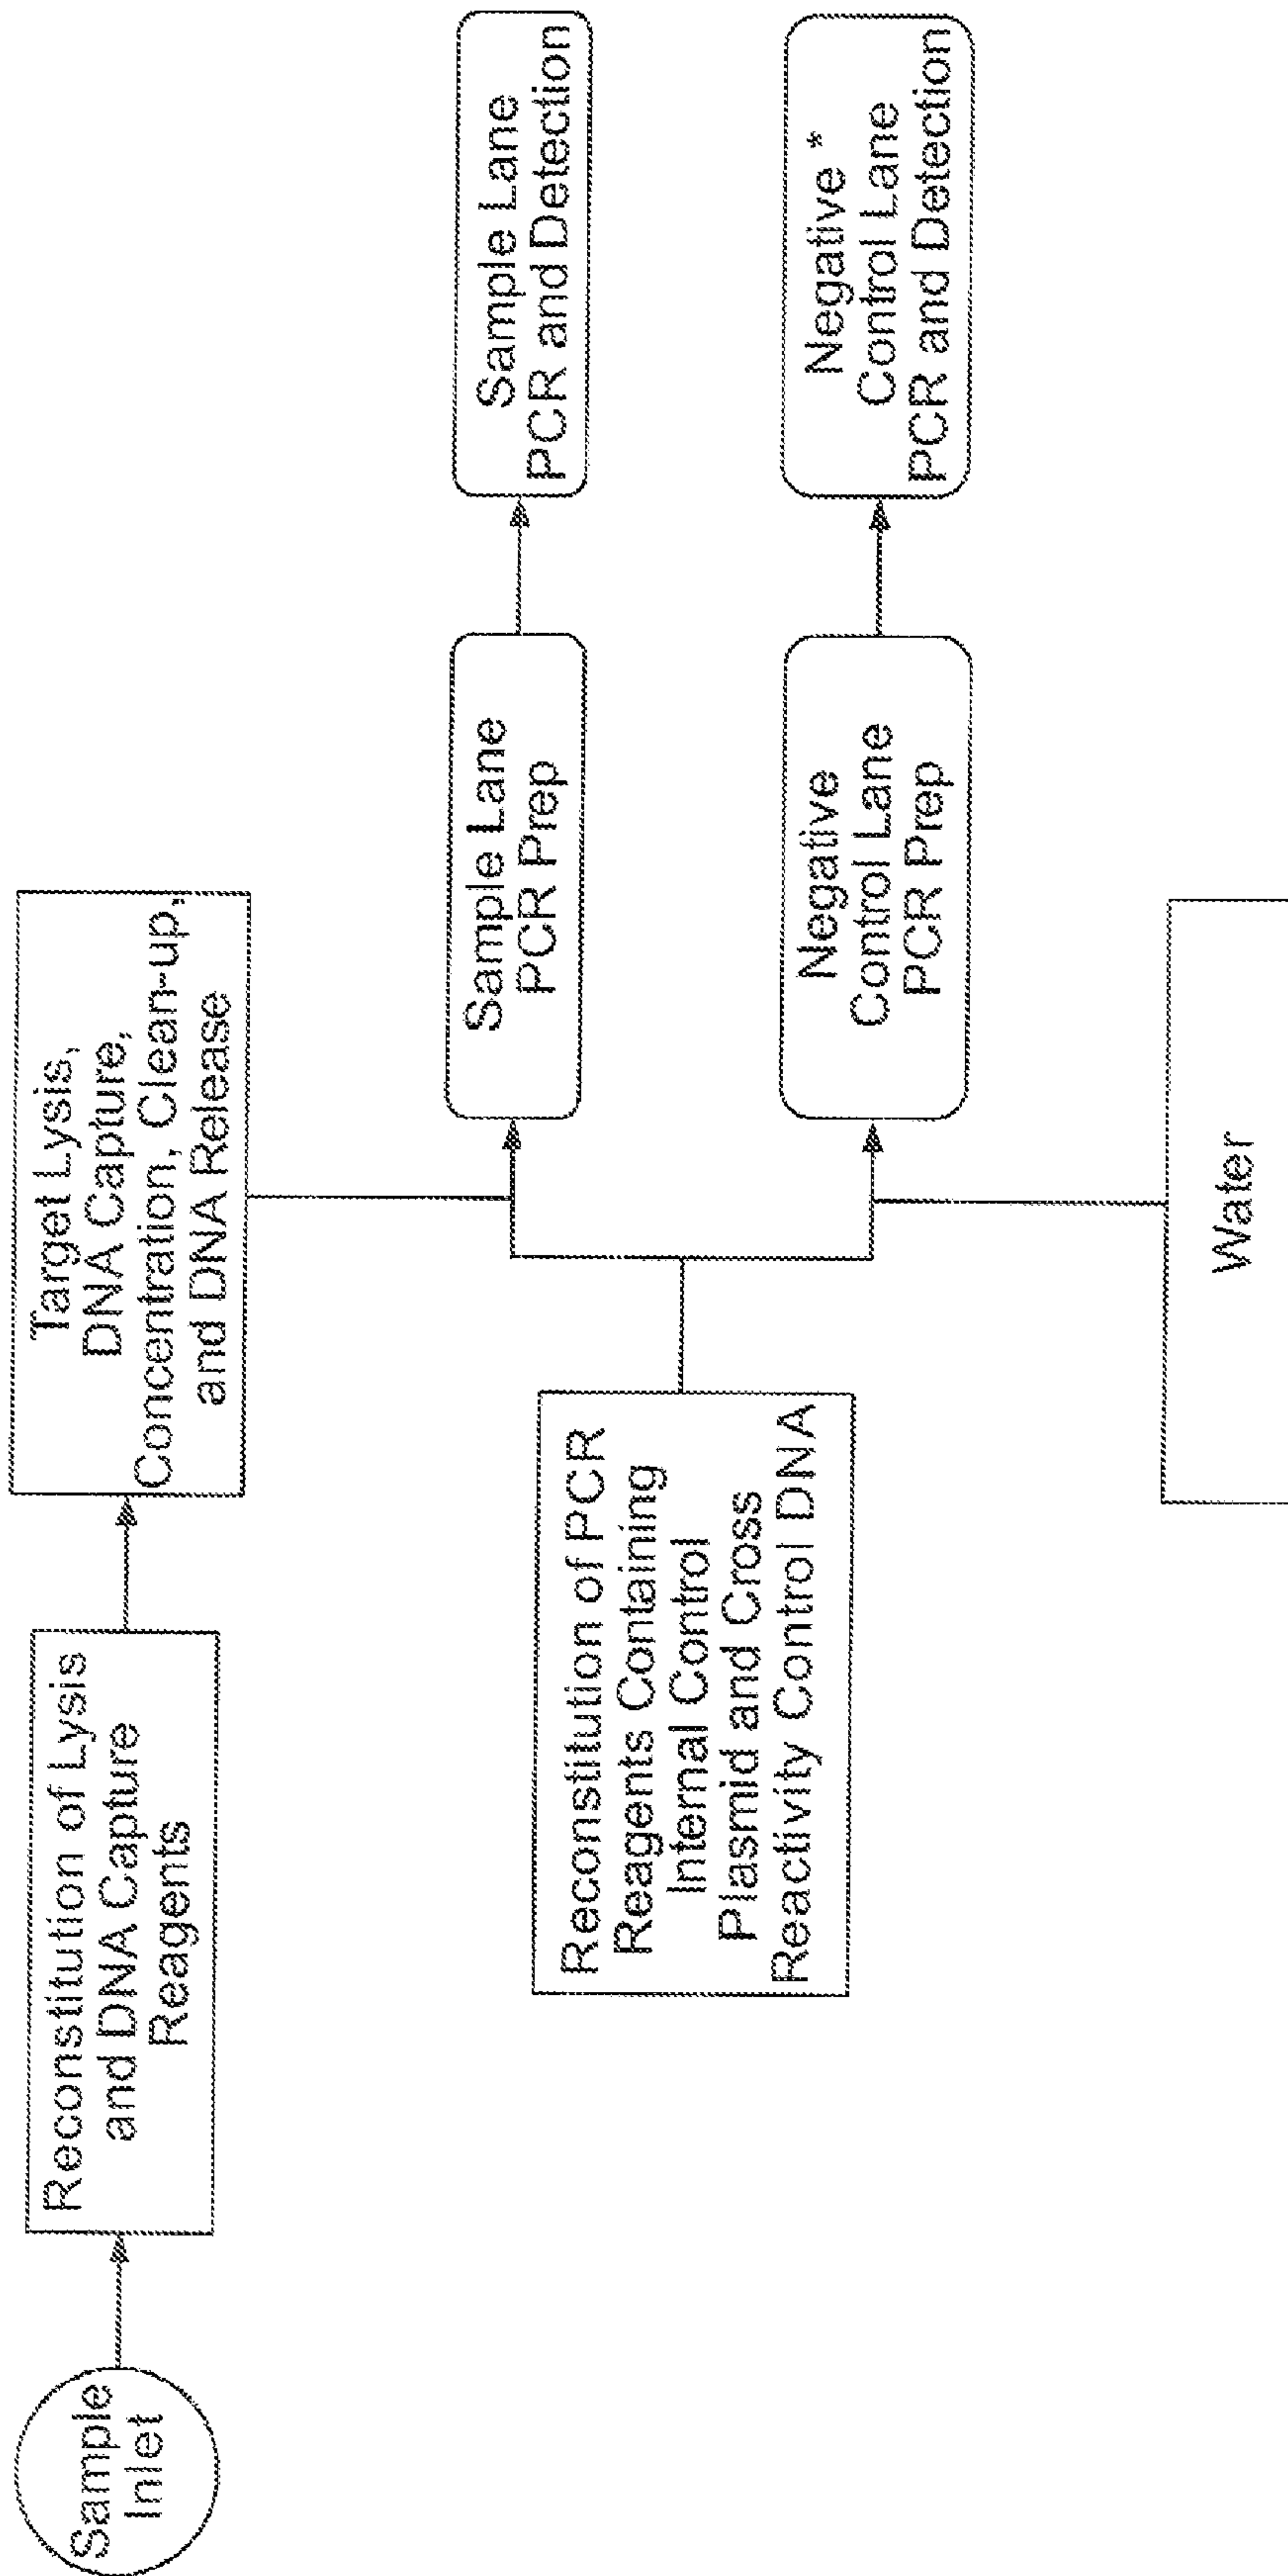 Sample
Inlet
Reconstitution of Lysis
and DNA Capture
Reagents
Target Lysis,
DNA Capture,
Concentration, Clean-up,
and DNA Release
Reconstitution of PCR
Reagents Containing
Internal Control
Plasmid and Cross
Reactivity Control DNA
Sample Lane
PCR Prep
Sample Lane
PCR and Detection
Negative
Control Lane
PCR Prep
Negative *
Control Lane
PCR and Detection
Water